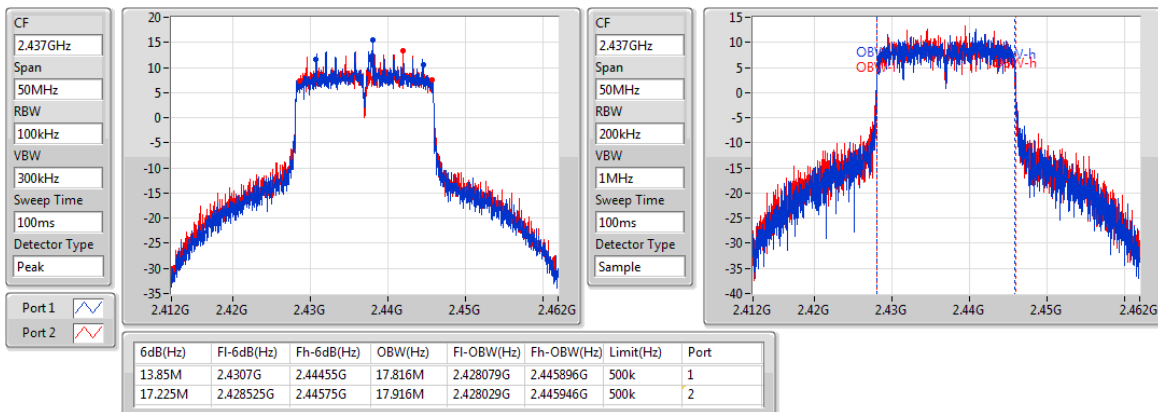 CF
2.437GHz
Span
50MHz
RBW
100kHz
VBW
300kHz
Sweep Time
100ms
Detector Type
Peak
Port 1
Port 2
20
15
10
5
0
-5
-10
-15
-20
-25
-30
-35
2.412G 2.42G 2.43G 2.44G 2.45G 2.462G
CF
2.437GHz
Span
50MHz
RBW
200kHz
VBW
1MHz
Sweep Time
100ms
Detector Type
Sample
15
10
5
0
-5
-10
-15
-20
-25
-30
-35
-40
2.412G 2.42G 2.43G 2.44G 2.45G 2.462G
6dB(Hz) Fl-6dB(Hz) Fh-6dB(Hz) OBW(Hz) Fl-OBW(Hz) Fh-OBW(Hz) Limit(Hz) Port
13.85M 2.4307G 2.44455G 17.816M 2.428079G 2.445896G 500k 1
17.225M 2.428525G 2.44575G 17.916M 2.428029G 2.445946G 500k 2